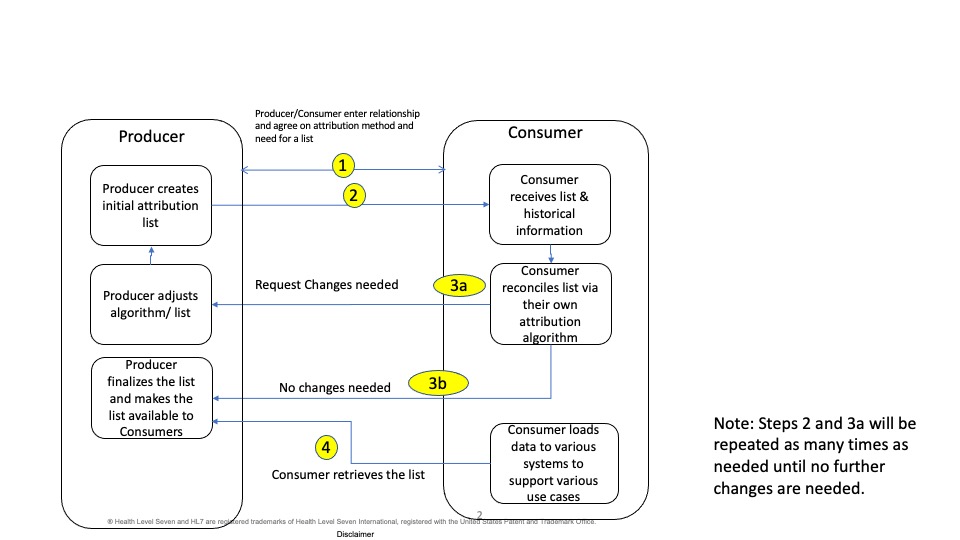 Producer/Consumer enter relationship
and agree on attribution method and
need for a list
Producer
Consumer
1
2
Producer creates
initial attribution
list
Consumer
receives list &
historical
information
Request Changes needed
3a
Producer adjusts
algorithm/ list
Consumer
reconciles list via
their own
attribution
algorithm
Producer
finalizes the list
and makes the
list available to
Consumers
No changes needed
3b
4
Consumer retrieves the list
Consumer loads
data to various
systems to
support various
use cases
Note: Steps 2 and 3a will be
repeated as many times as
needed until no further
changes are needed.
2
® Health Level Seven and HL7 are registered trademarks of Health Level Seven International, registered with the United States Patent and Trademark Office.
Disclaimer